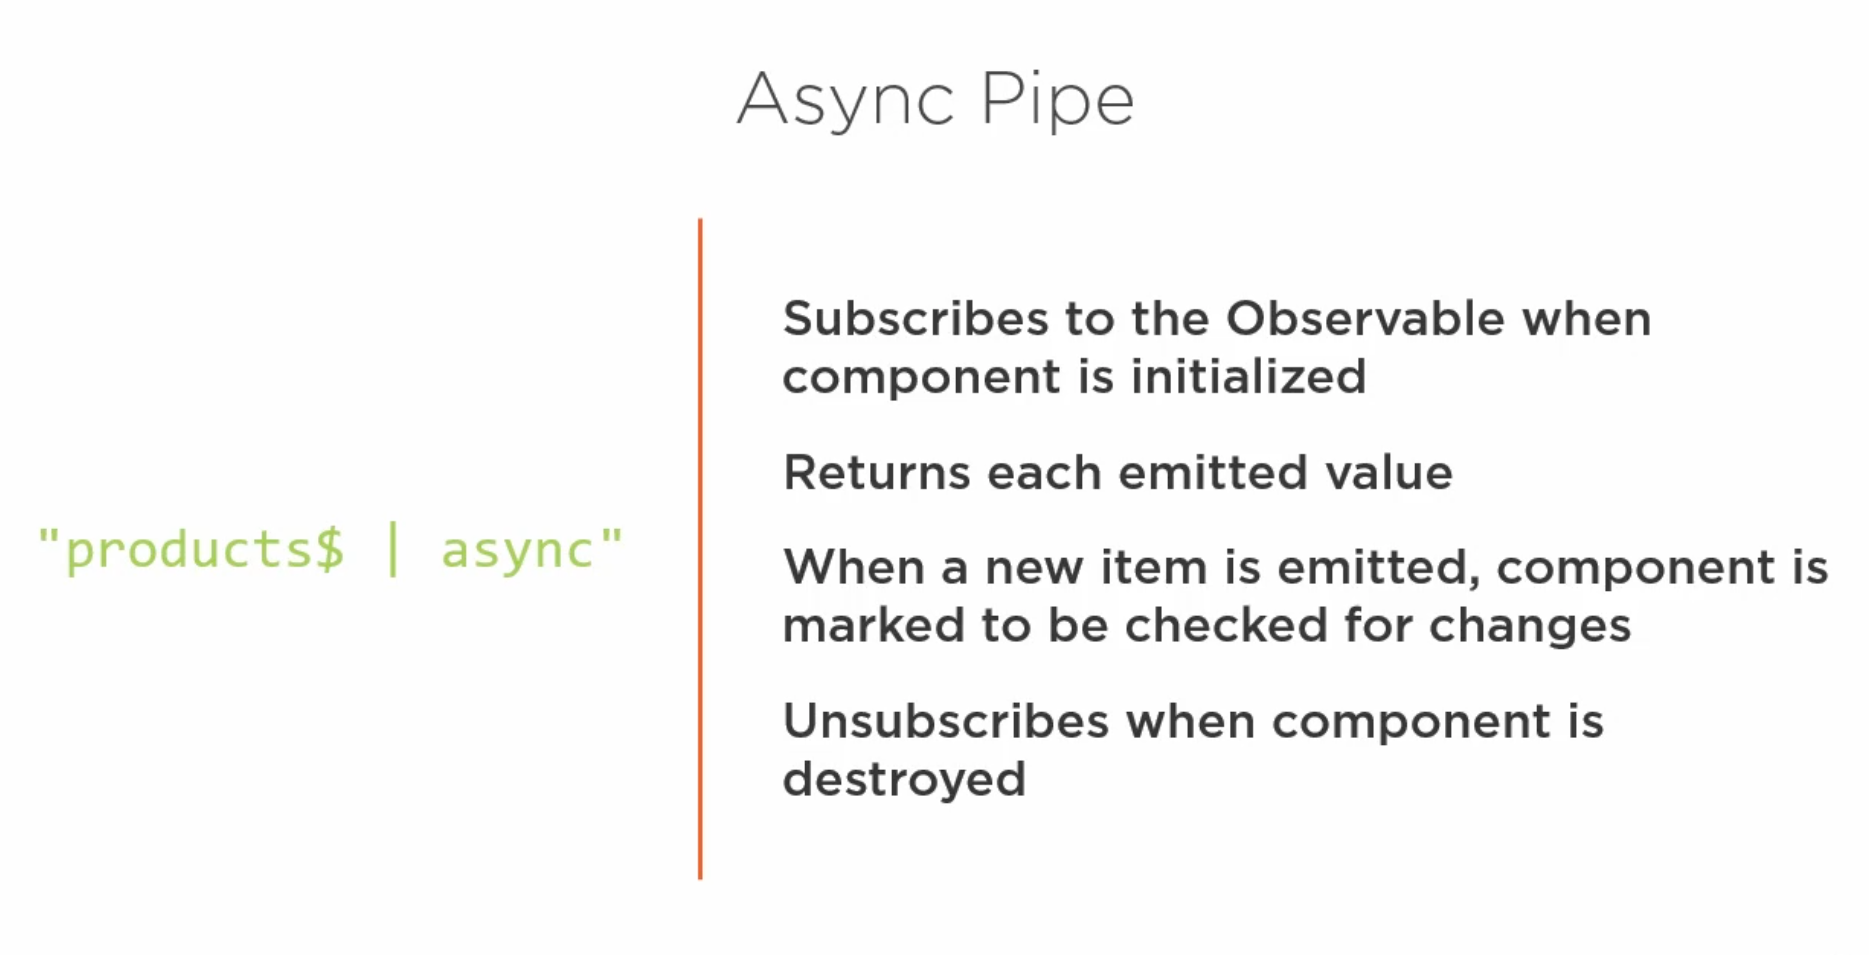 Async Pipe
"products$ | async"
Subscribes to the Observable when
component is initialized
Returns each emitted value
When a new item is emitted, component is
marked to be checked for changes
Unsubscribes when component is
destroyed